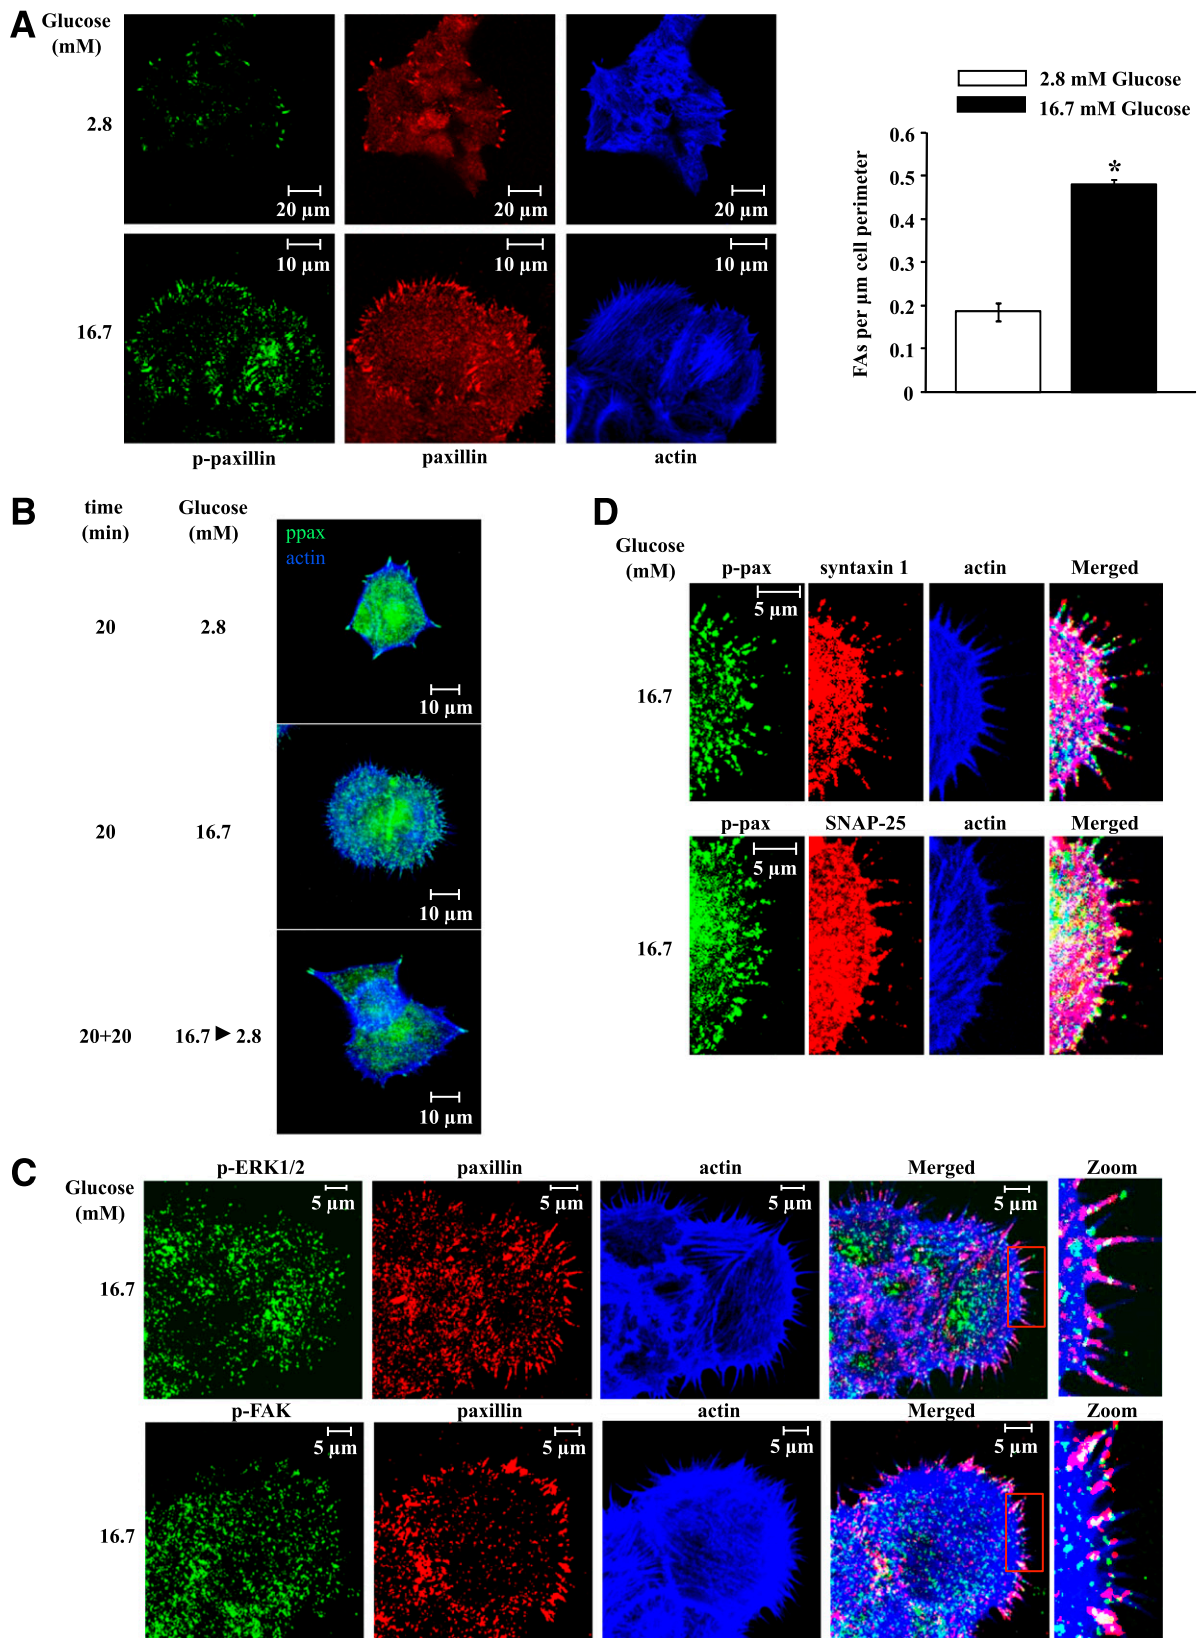 A
Glucose
(mM)
2.8
20 µm
20 µm
20 µm
16.7
10 µm
10 µm
10 µm
p-paxillin
paxillin
actin
2.8 mM Glucose
16.7 mM Glucose
FAs per µm cell perimeter
0.6
0.5
0.4
0.3
0.2
0.1
0
*
B
time
(min)
Glucose
(mM)
ppax
actin
20
2.8
10 µm
20
16.7
10 µm
20+20
16.7 ► 2.8
10 µm
D
Glucose
(mM)
p-pax
syntaxin 1
actin
Merged
5 µm
16.7
p-pax
SNAP-25
actin
Merged
5 µm
16.7
C
Glucose
(mM)
p-ERK1/2
paxillin
actin
Merged
Zoom
5 µm
5 µm
5 µm
5 µm
16.7
p-FAK
paxillin
actin
Merged
Zoom
5 µm
5 µm
5 µm
5 µm
16.7